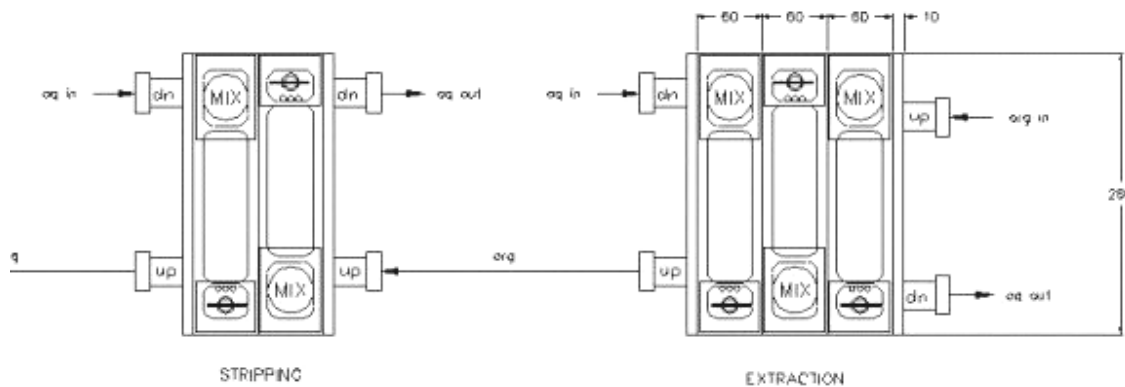 60 60 60 10
aq in dn MIX dn aq out aq in dn MIX MIX up org in
28
up MIX up org up MIX dn aq out
STRIPPING EXTRACTION